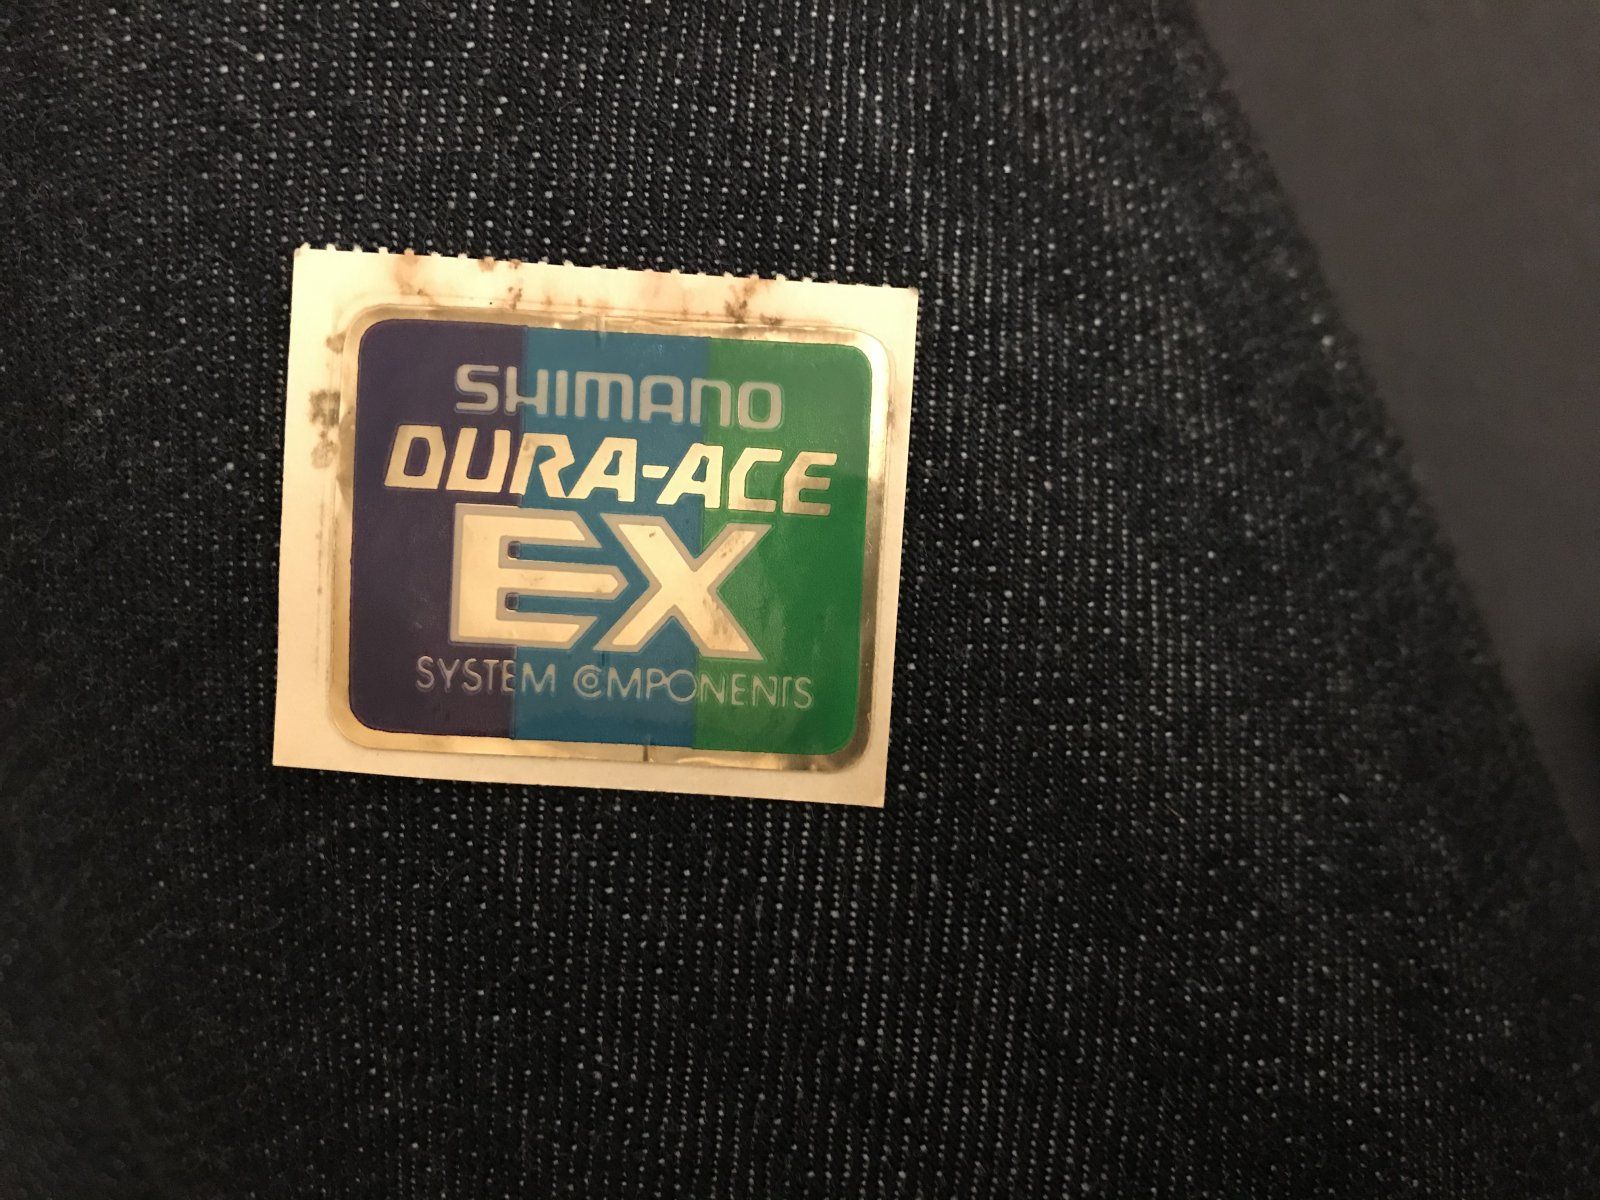 SHIMANO
DURA-ACE
EX
SYSTEM COMPONENTS